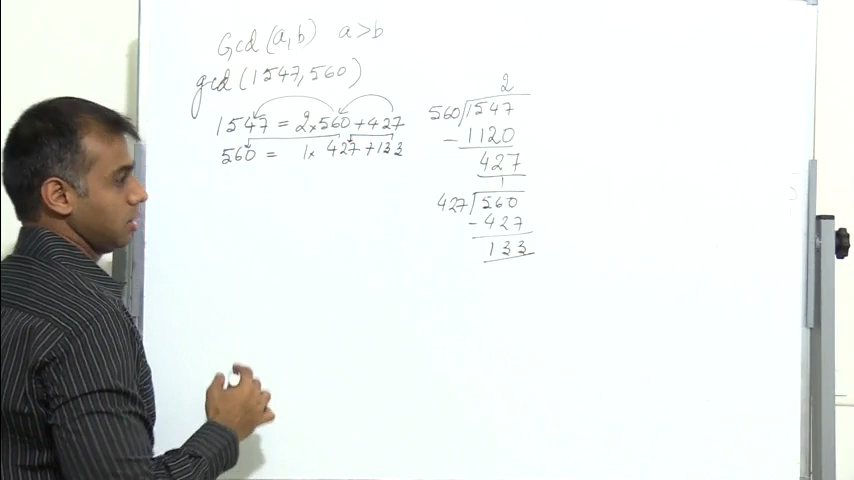 Gcd (a,b) a>b
gcd (1547,560)
1547 = 2×560+427
560 = 1× 427+133
2
560 1547
- 1120
427
1
427 560
- 427
133